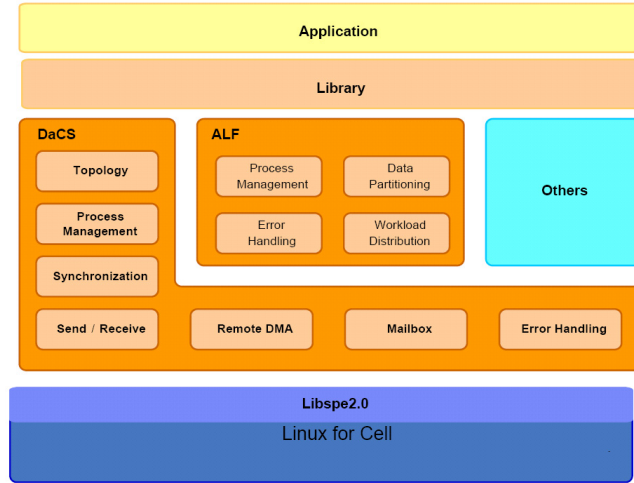 Application
Library
DaCS
Topology
Process
Management
Synchronization
Send / Receive
Remote DMA
Mailbox
Error Handling
ALF
Process
Management
Data
Partitioning
Error
Handling
Workload
Distribution
Others
Libspe2.0
Linux for Cell